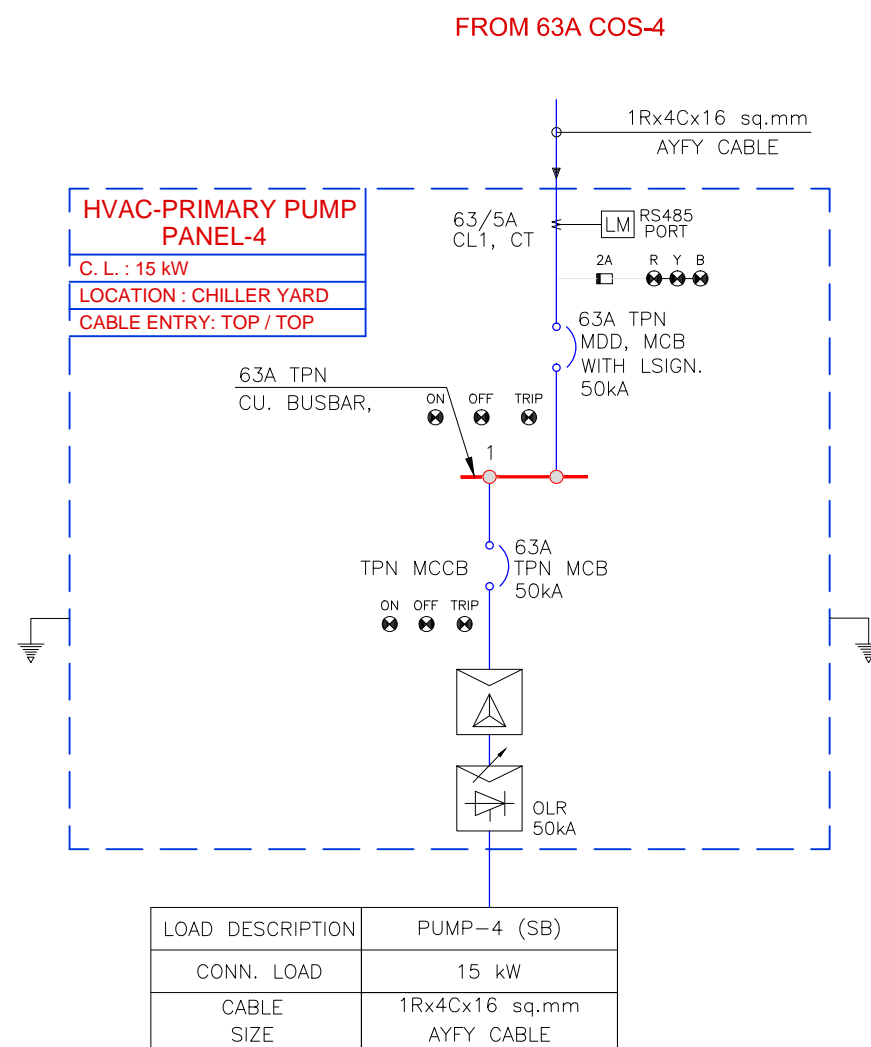 FROM 63A COS-4
1Rx4Cx16 sq.mm
AYFY CABLE
HVAC-PRIMARY PUMP
PANEL-4
C. L. : 15 kW
LOCATION : CHILLER YARD
CABLE ENTRY: TOP / TOP
63/5A
CL1, CT
LM
RS485
PORT
2A
R Y B
63A TPN
MDD, MCB
WITH LSIGN.
50kA
63A TPN
CU. BUSBAR,
ON OFF TRIP
1
TPN MCCB
63A
TPN MCB
50kA
ON OFF TRIP
OLR
50kA
LOAD DESCRIPTION PUMP-4 (SB)
CONN. LOAD 15 kW
CABLE 1Rx4Cx16 sq.mm
SIZE AYFY CABLE